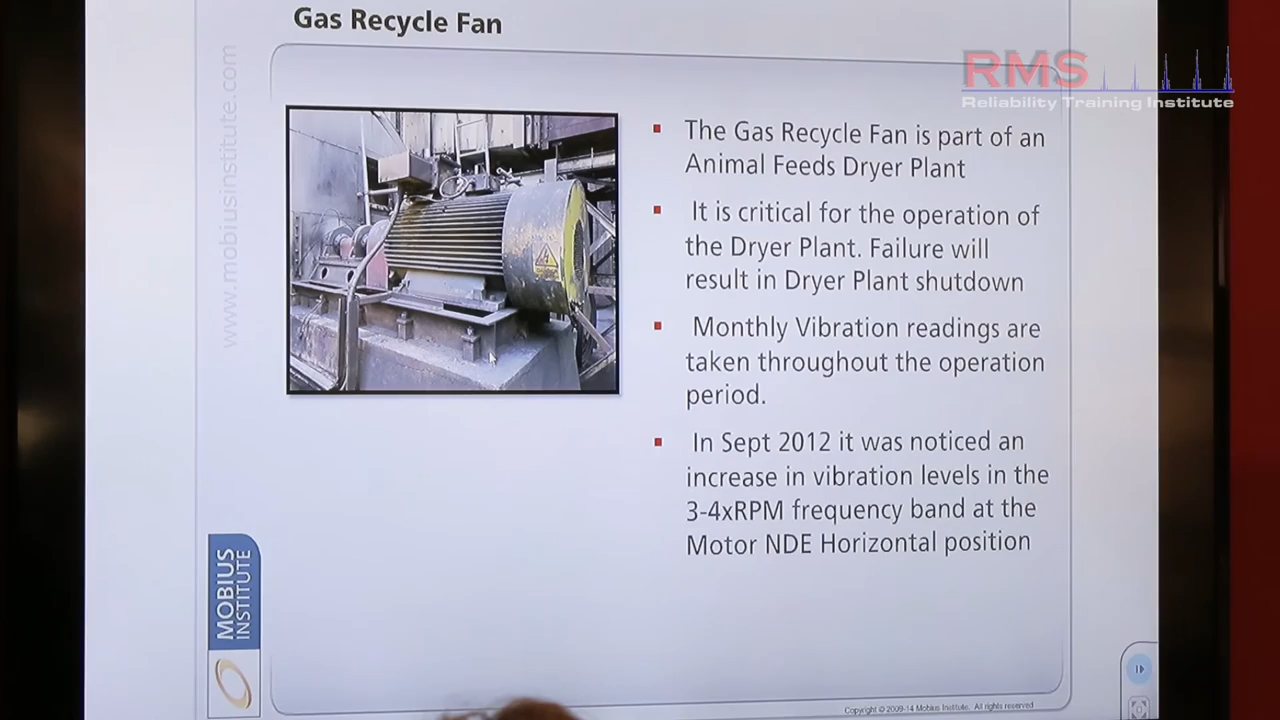 Gas Recycle Fan
RMS
Reliability Training Institute
www.mobiusinstitute.com
The Gas Recycle Fan is part of an
Animal Feeds Dryer Plant
It is critical for the operation of
the Dryer Plant. Failure will
result in Dryer Plant shutdown
Monthly Vibration readings are
taken throughout the operation
period.
In Sept 2012 it was noticed an
increase in vibration levels in the
3-4xRPM frequency band at the
Motor NDE Horizontal position
MOBIUS
INSTITUTE
Copyright © 2009-14 Mobius Institute. All rights reserved